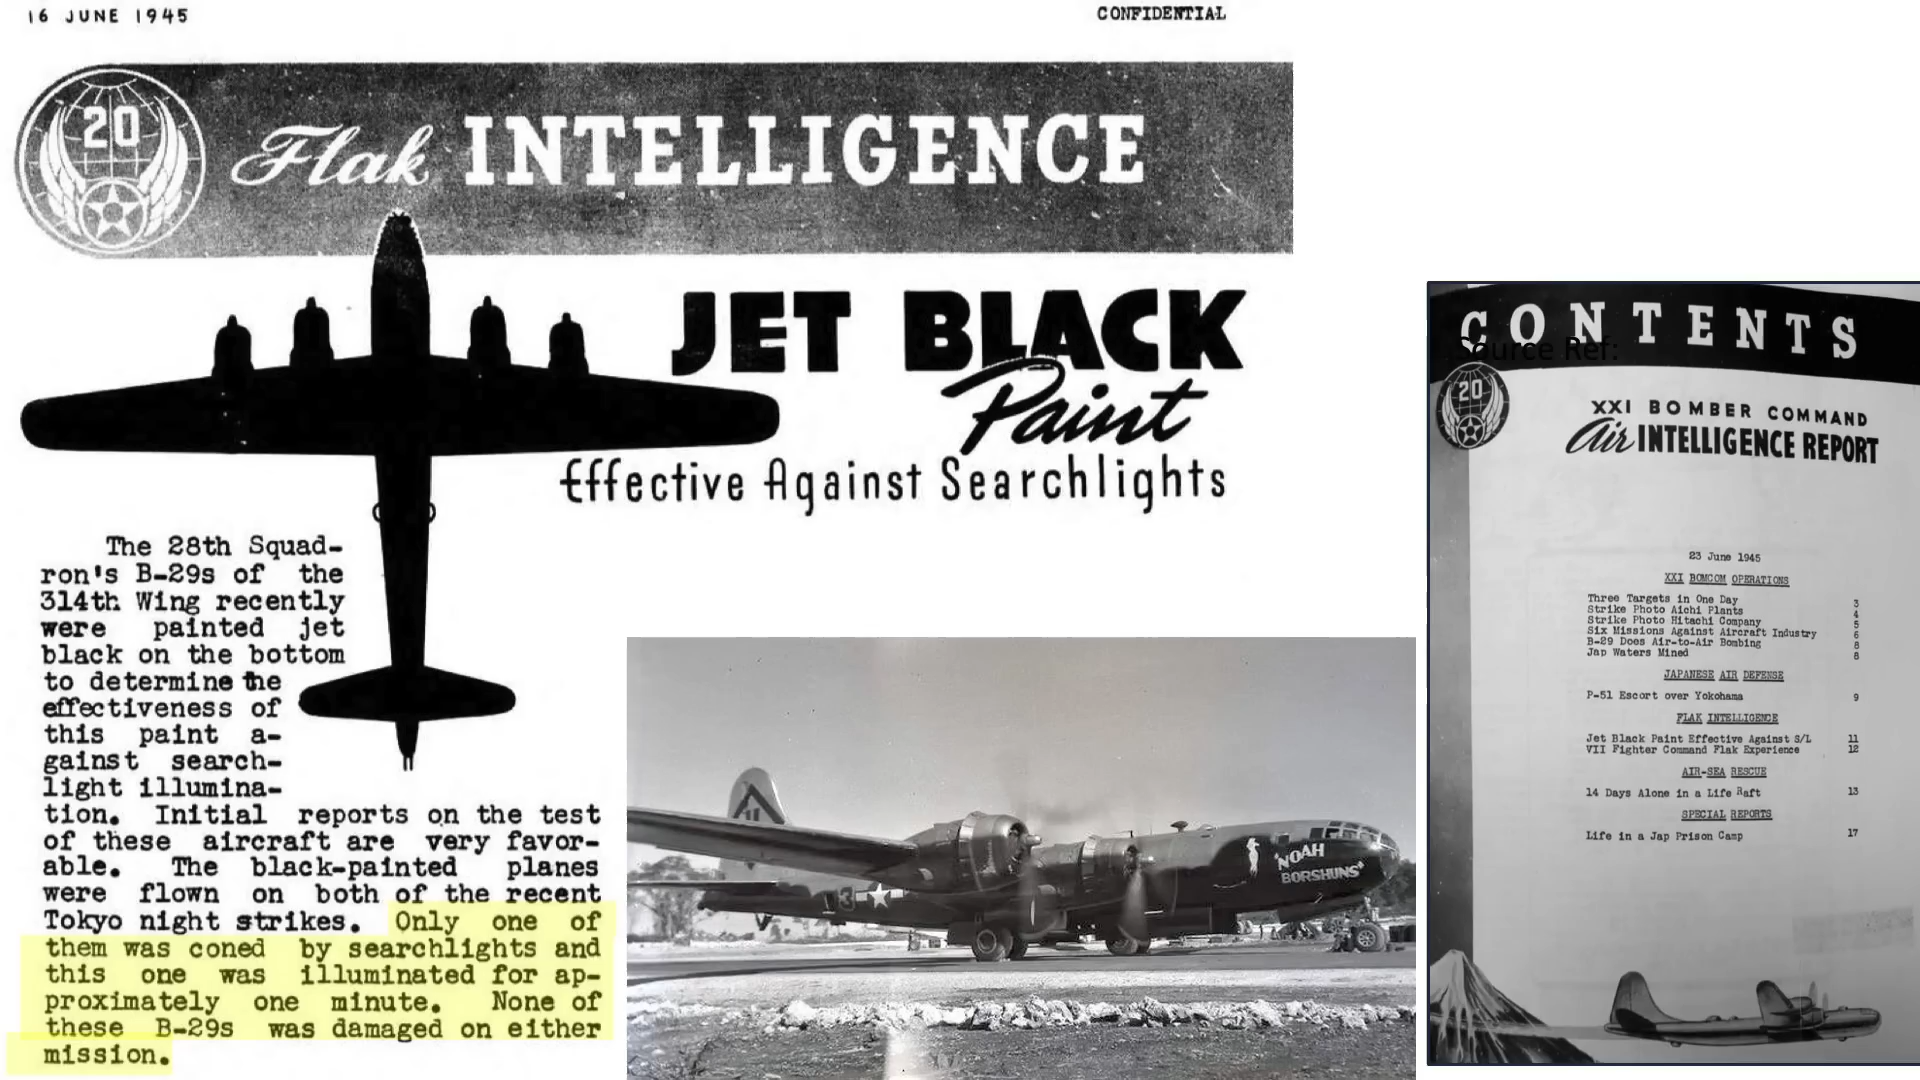 16 JUNE 1945
CONFIDENTIAL
20
Flak INTELLIGENCE
JET BLACK
Paint
Effective Against Searchlights
The 28th Squad-
ron's B-29s of the
314th Wing recently
were painted jet
black on the bottom
to determine the
effectiveness of
this paint a-
gainst search-
light illumina-
tion. Initial reports on the test
of these aircraft are very favor-
able. The black-painted planes
were flown on both of the recent
Tokyo night strikes. Only one of
them was coned by searchlights and
this one was illuminated for ap-
proximately one minute. None of
these B-29s was damaged on either
mission.
3
"NOAH
BORSHUNS"
CONTENTS
Source Ref:
20
XXI BOMBER COMMAND
Air INTELLIGENCE REPORT
23 June 1945
XXI BOMCOM OPERATIONS
Three Targets in One Day 3
Strike Photo Aichi Plants 4
Strike Photo Hitachi Company 5
Six Missions Against Aircraft Industry 6
B-29 Does Air-to-Air Bombing 8
Jap Waters Mined 8
JAPANESE AIR DEFENSE
P-51 Escort over Yokohama 9
FLAK INTELLIGENCE
Jet Black Paint Effective Against S/L 11
VII Fighter Command Flak Experience 12
AIR-SEA RESCUE
14 Days Alone in a Life Raft 13
SPECIAL REPORTS
Life in a Jap Prison Camp 17